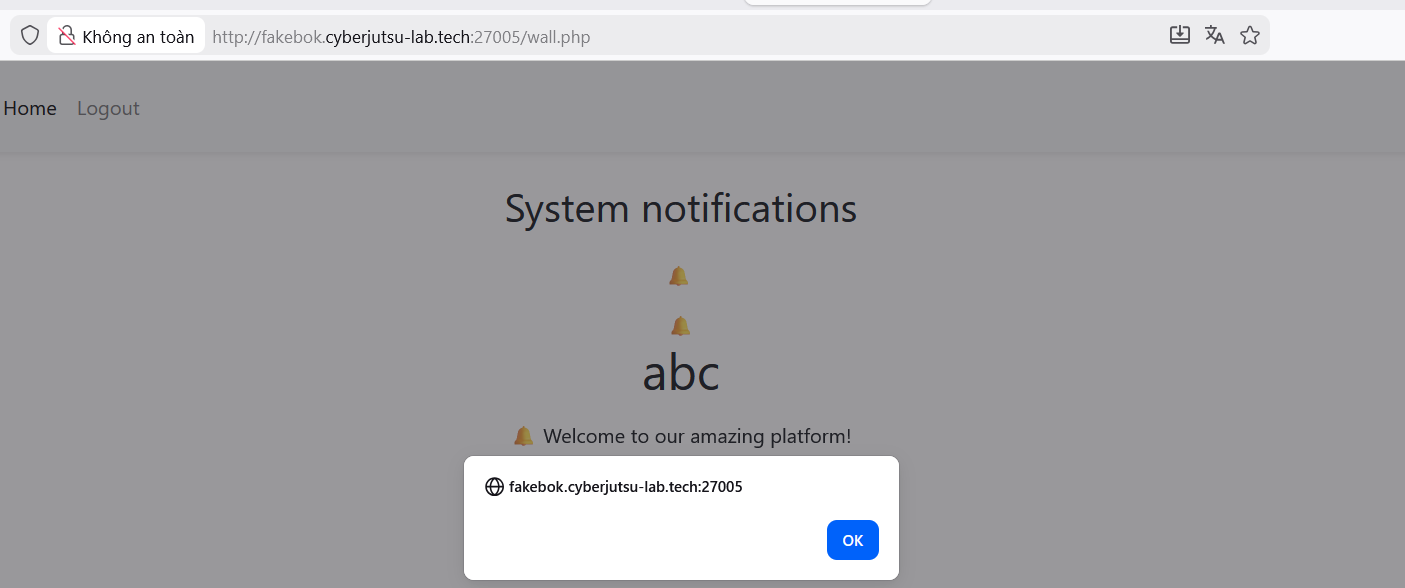 Không an toàn http://fakebok.cyberjutsu-lab.tech:27005/wall.php
Home Logout
System notifications
abc
Welcome to our amazing platform!
fakebok.cyberjutsu-lab.tech:27005
OK